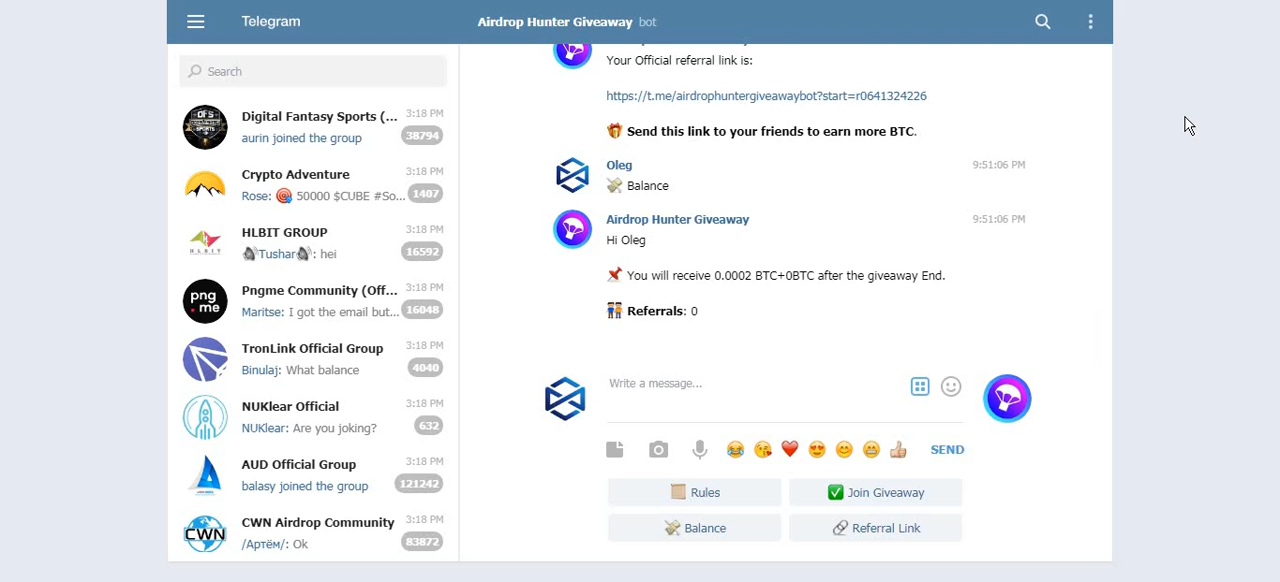 Telegram
Airdrop Hunter Giveaway bot
Search
Digital Fantasy Sports (... 3:18 PM
aurin joined the group 38794
Crypto Adventure 3:18 PM
Rose: 🎯 50000 $CUBE #So... 1407
HLBIT GROUP 3:18 PM
🦏Tushar🦏: hei 16592
Pngme Community (Off... 3:18 PM
Maritse: I got the email but... 16048
TronLink Official Group 3:18 PM
Binulaj: What balance 4040
NUKlear Official 3:18 PM
NUKlear: Are you joking? 632
AUD Official Group 3:18 PM
balasy joined the group 121242
CWN Airdrop Community 3:18 PM
/Артём/: Ok 83872
DFS
SPORTS
HLBIT
png
.me
CWN
Your Official referral link is:
https://t.me/airdrophuntergiveawaybot?start=r0641324226
🎁 Send this link to your friends to earn more BTC.
Oleg 9:51:06 PM
💸 Balance
Airdrop Hunter Giveaway 9:51:06 PM
Hi Oleg
📌 You will receive 0.0002 BTC+0BTC after the giveaway End.
👬 Referrals: 0
Write a message...
SEND
📜 Rules
✅ Join Giveaway
💸 Balance
🔗 Referral Link